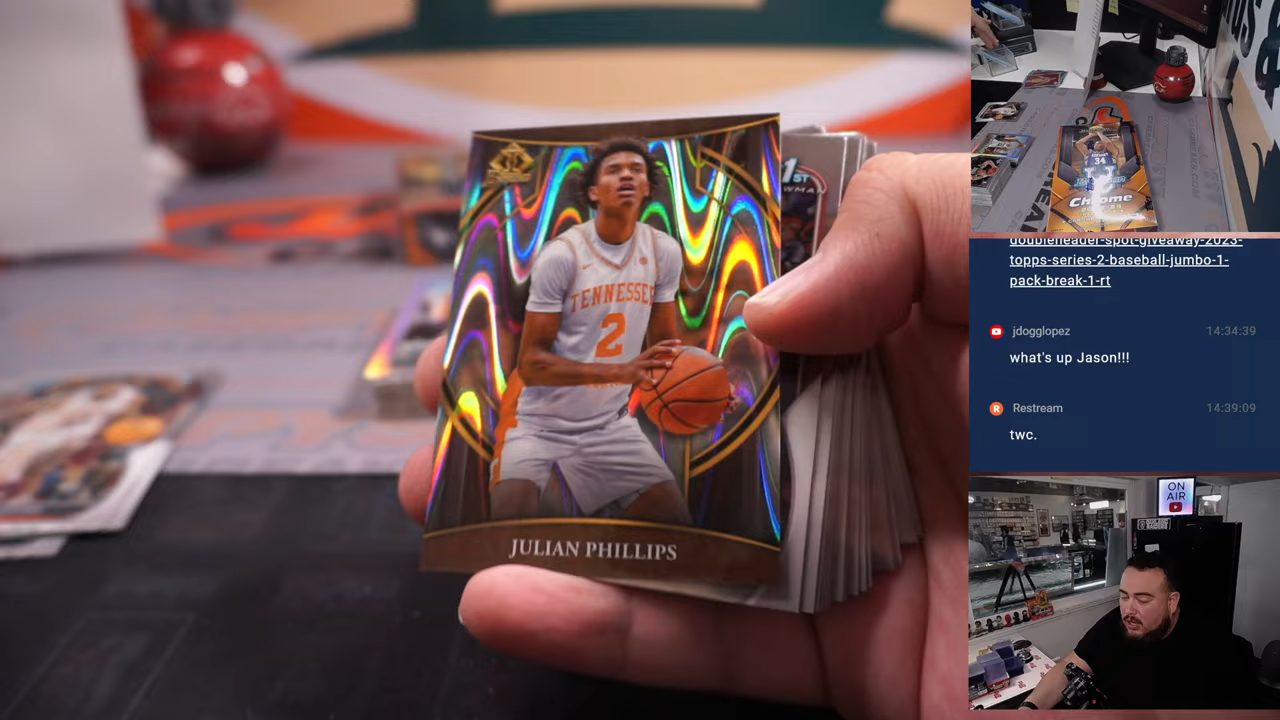 TENNESSEE
2
JULIAN PHILLIPS
1ST
34
Chrome
doubleheader-spot-giveaway-2023-
topps-series-2-baseball-jumbo-1-
pack-break-1-rt
jdogglopez 14:34:39
what's up Jason!!!
R Restream 14:39:09
twc.
ON
AIR